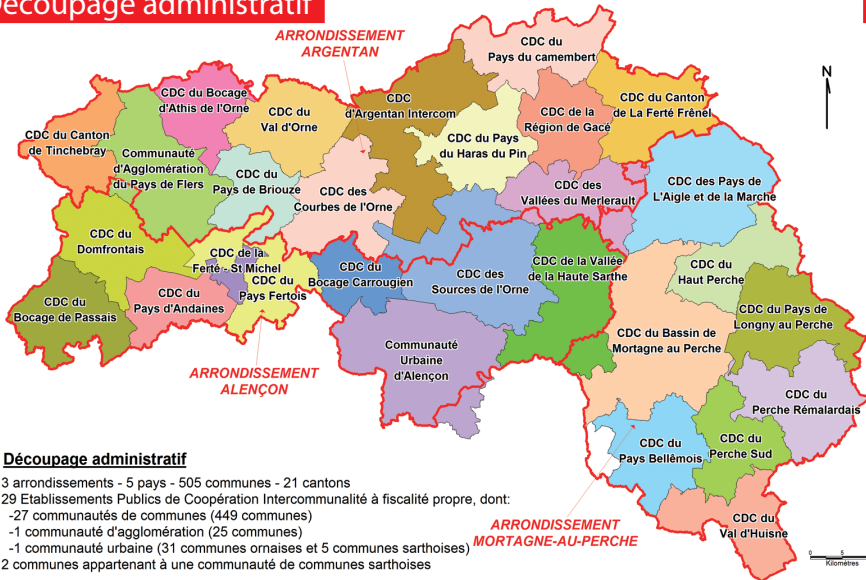 Découpage administratif
ARRONDISSEMENT
ARGENTAN
CDC du
Pays du camembert
N
CDC du Bocage
d'Athis de l'Orne
CDC du
Val d'Orne
CDC
d'Argentan Intercom
CDC de la
Région de Gacé
CDC du Canton
de La Ferté Frênel
CDC du Canton
de Tinchebray
Communauté
d'Agglomération
du Pays de Flers
CDC du Pays
du Haras du Pin
CDC du
Pays de Briouze
CDC des
Courbes de l'Orne
CDC des
Vallées du Merlerault
CDC des Pays de
L'Aigle et de la Marche
CDC du
Domfrontais
CDC de la
Ferté - St Michel
CDC du
Pays Fertois
CDC du
Bocage Carrougien
CDC des
Sources de l'Orne
CDC de la Vallée
de la Haute Sarthe
CDC du
Haut Perche
CDC du
Bocage de Passais
CDC du
Pays d'Andaines
CDC du Pays de
Longny au Perche
CDC du Bassin de
Mortagne au Perche
Communauté
Urbaine
d'Alençon
ARRONDISSEMENT
ALENÇON
CDC du
Perche Rémalardais
CDC du
Pays Bellêmois
CDC du
Perche Sud
CDC du
Val d'Huisne
ARRONDISSEMENT
MORTAGNE-AU-PERCHE
Découpage administratif
3 arrondissements - 5 pays - 505 communes - 21 cantons
29 Etablissements Publics de Coopération Intercommunalité à fiscalité propre, dont:
-27 communautés de communes (449 communes)
-1 communauté d'agglomération (25 communes)
-1 communauté urbaine (31 communes ornaises et 5 communes sarthoises)
2 communes appartenant à une communauté de communes sarthoises
0 5
Kilomètres